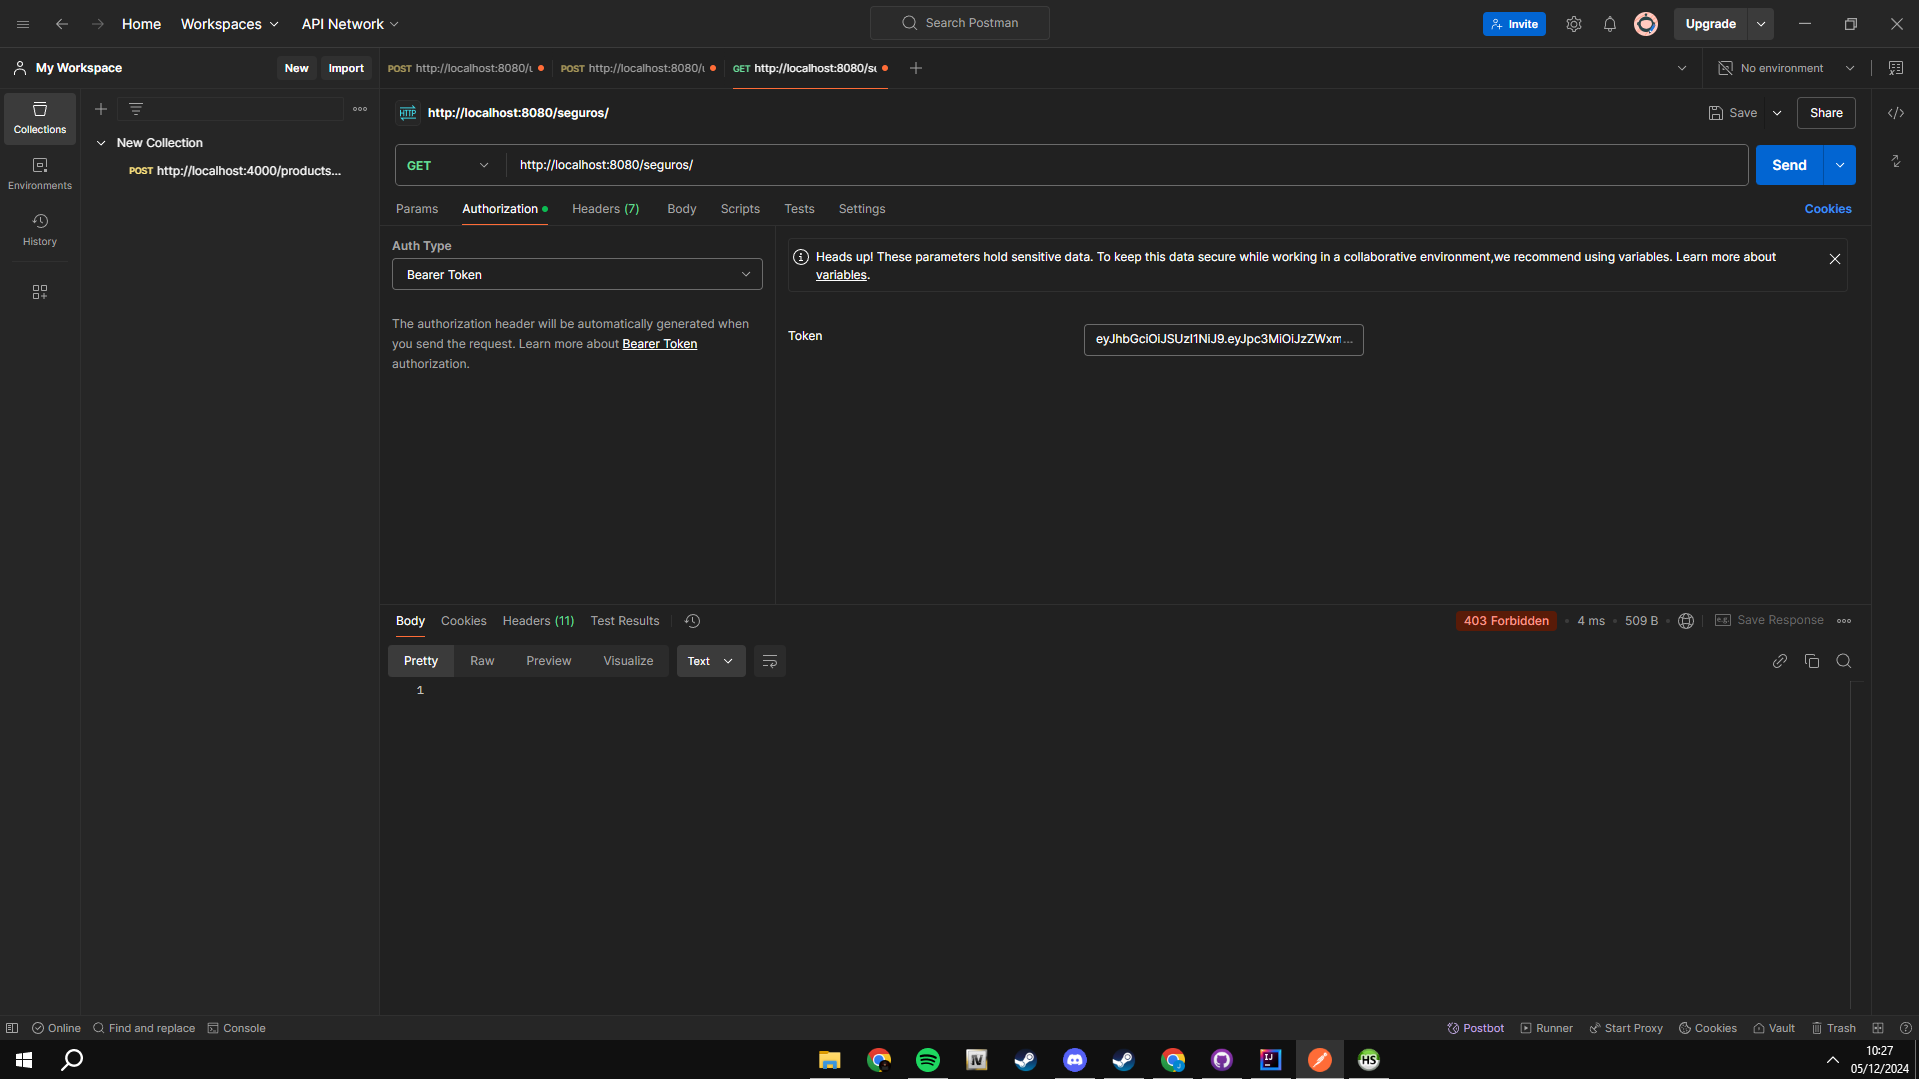 Home
Workspaces
API Network
Search Postman
Invite
Upgrade
My Workspace
New
Import
POST http://localhost:8080/u
POST http://localhost:8080/u
GET http://localhost:8080/se
No environment
Collections
Environments
History
New Collection
POST http://localhost:4000/products...
HTTP
http://localhost:8080/seguros/
Save
Share
GET
http://localhost:8080/seguros/
Send
Params
Authorization
Headers (7)
Body
Scripts
Tests
Settings
Cookies
Auth Type
Bearer Token
The authorization header will be automatically generated when
you send the request. Learn more about Bearer Token
authorization.
Heads up! These parameters hold sensitive data. To keep this data secure while working in a collaborative environment,we recommend using variables. Learn more about
variables.
Token
eyJhbGciOiJSUzI1NiJ9.eyJpc3MiOiJzZWxm...
Body
Cookies
Headers (11)
Test Results
403 Forbidden
4 ms
509 B
Save Response
Pretty
Raw
Preview
Visualize
Text
1
Online
Find and replace
Console
Postbot
Runner
Start Proxy
Cookies
Vault
Trash
IV
IJ
HS
10:27
05/12/2024